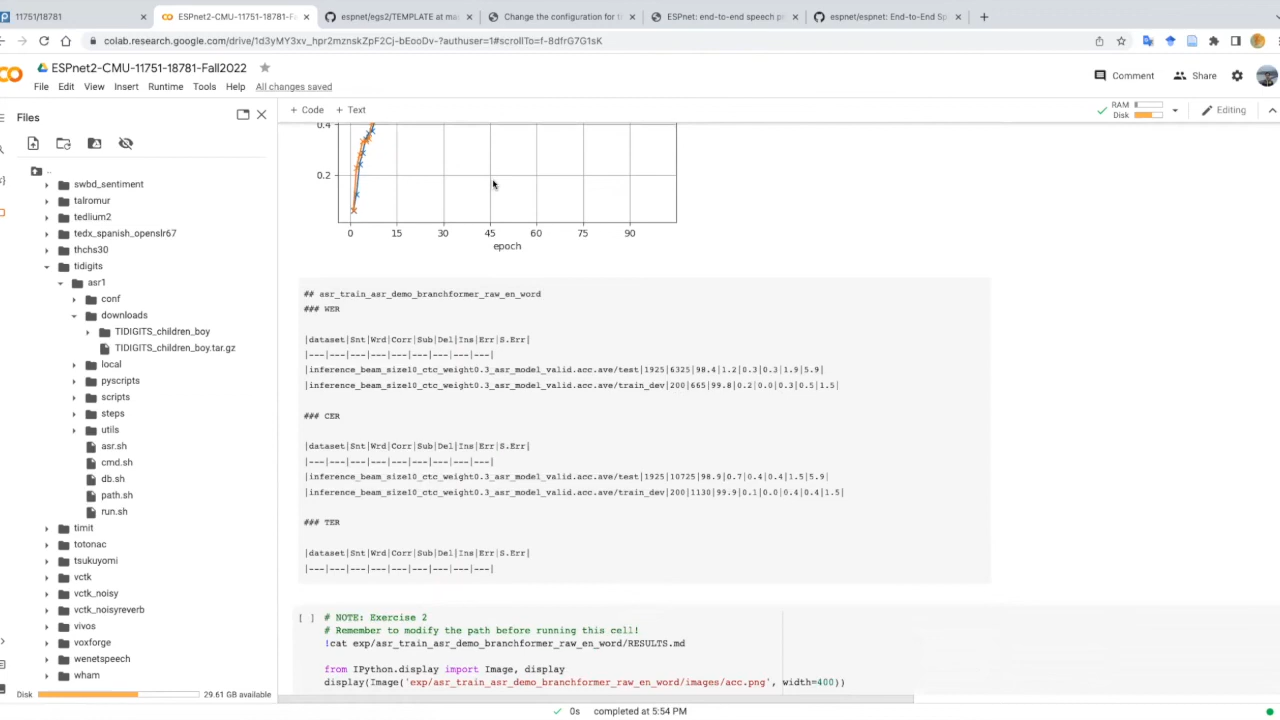 11751/18781
ESPnet2-CMU-11751-18781-Fa
espnet/egs2/TEMPLATE at ma
Change the configuration for t
ESPnet: end-to-end speech p
espnet/espnet: End-to-End Sp
colab.research.google.com/drive/1d3yMY3xv_hpr2mznskZpF2Cj-bEooDv-?authuser=1#scrollTo=f-8dfrG7G1sK
ESPnet2-CMU-11751-18781-Fall2022
File Edit View Insert Runtime Tools Help All changes saved
Comment Share
Files
+ Code + Text
RAM
Disk
Editing
..
swbd_sentiment
talromur
tedlium2
tedx_spanish_openslr67
thchs30
tidigits
asr1
conf
downloads
TIDIGITS_children_boy
TIDIGITS_children_boy.tar.gz
local
pyscripts
scripts
steps
utils
asr.sh
cmd.sh
db.sh
path.sh
run.sh
timit
totonac
tsukuyomi
vctk
vctk_noisy
vctk_noisyreverb
vivos
voxforge
wenetspeech
wham
Disk 29.61 GB available
0.4
0.2
0 15 30 45 60 75 90
epoch
## asr_train_asr_demo_branchformer_raw_en_word
### WER
|dataset|Snt|Wrd|Corr|Sub|Del|Ins|Err|S.Err|
|---|---|---|---|---|---|---|---|---|
|inference_beam_size10_ctc_weight0.3_asr_model_valid.acc.ave/test|1925|6325|98.4|1.2|0.3|0.3|1.9|5.9|
|inference_beam_size10_ctc_weight0.3_asr_model_valid.acc.ave/train_dev|200|665|99.8|0.2|0.0|0.3|0.5|1.5|
### CER
|dataset|Snt|Wrd|Corr|Sub|Del|Ins|Err|S.Err|
|---|---|---|---|---|---|---|---|---|
|inference_beam_size10_ctc_weight0.3_asr_model_valid.acc.ave/test|1925|10725|98.9|0.7|0.4|0.4|1.5|5.9|
|inference_beam_size10_ctc_weight0.3_asr_model_valid.acc.ave/train_dev|200|1130|99.9|0.1|0.0|0.4|0.4|1.5|
### TER
|dataset|Snt|Wrd|Corr|Sub|Del|Ins|Err|S.Err|
|---|---|---|---|---|---|---|---|---|
[ ] # NOTE: Exercise 2
# Remember to modify the path before running this cell!
!cat exp/asr_train_asr_demo_branchformer_raw_en_word/RESULTS.md
from IPython.display import Image, display
display(Image('exp/asr_train_asr_demo_branchformer_raw_en_word/images/acc.png', width=400))
0s completed at 5:54 PM